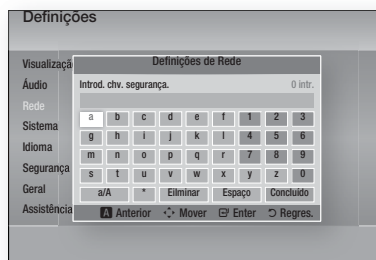 Definições
Visualizaçã
Áudio
Rede
Sistema
Idioma
Segurança
Geral
Assistência
Definições de Rede
Introd. chv. segurança. 0 intr.
a b c d e f 1 2 3
g h i j k l 4 5 6
m n o p q r 7 8 9
s t u v w x y z 0
a/A * Eilminar Espaço Concluído
A Anterior Mover Enter Regres.